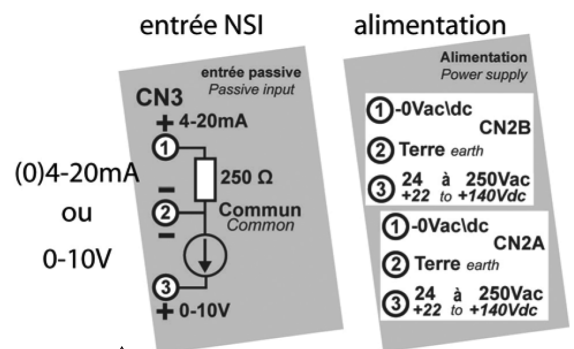 entrée NSI
alimentation
entrée passive
Passive input
CN3
+ 4-20mA
1
250 Ω
(0)4-20mA
ou
0-10V
–
2
–
Commun
Common
3
+ 0-10V
Alimentation
Power supply
1 -0Vac\dc
CN2B
2 Terre earth
3 24 à 250Vac
+22 to +140Vdc
1 -0Vac\dc
CN2A
2 Terre earth
3 24 à 250Vac
+22 to +140Vdc